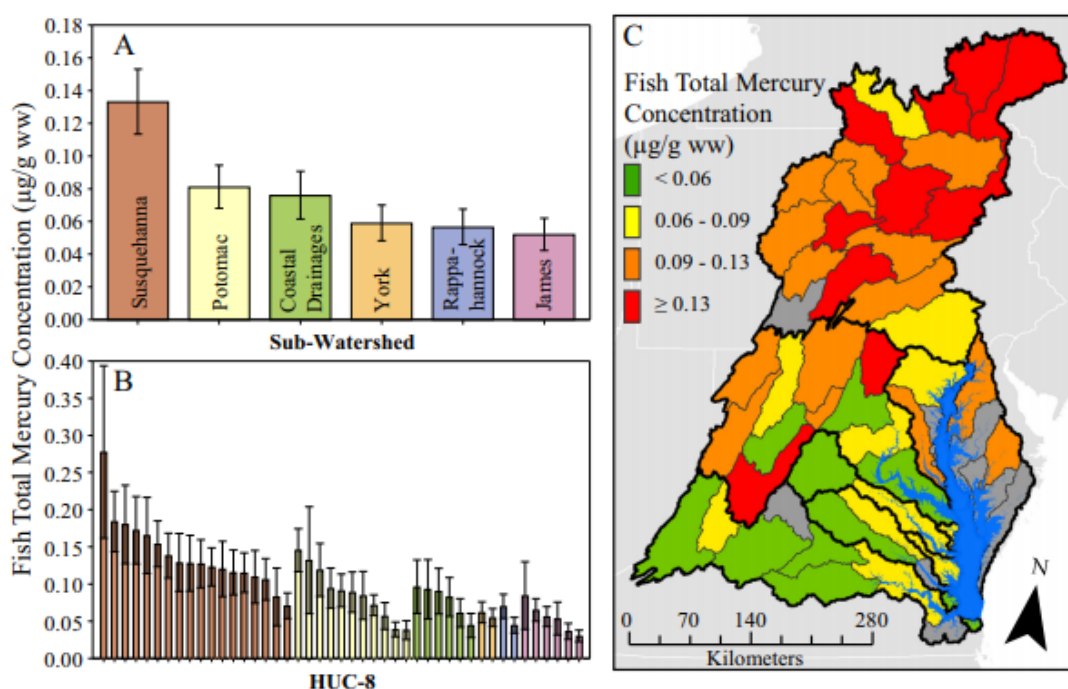 Fish Total Mercury Concentration (µg/g ww)
A
0.18
0.16
0.14
0.12
0.10
0.08
0.06
0.04
0.02
0.00
Susquehanna
Potomac
Coastal
Drainages
York
Rappa-
hannock
James
Sub-Watershed
B
0.40
0.35
0.30
0.25
0.20
0.15
0.10
0.05
0.00
HUC-8
C
Fish Total Mercury
Concentration
(µg/g ww)
< 0.06
0.06 - 0.09
0.09 - 0.13
≥ 0.13
N
0 70 140 280
Kilometers